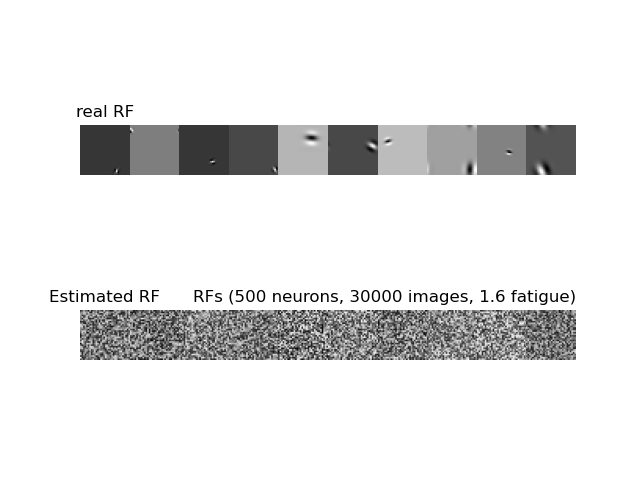 real RF
Estimated RF
RFs (500 neurons, 30000 images, 1.6 fatigue)